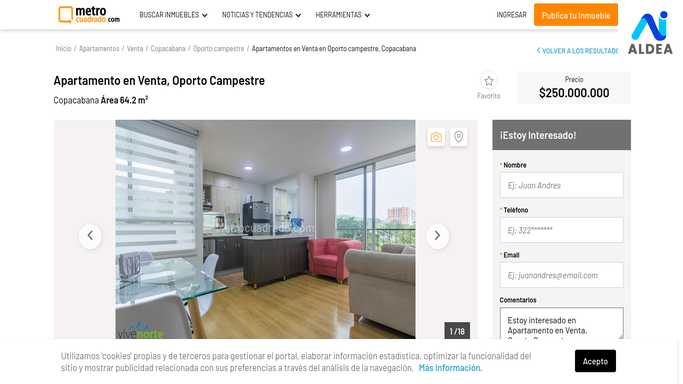 metro
cuadrado.com
BUSCAR INMUEBLES
NOTICIAS Y TENDENCIAS
HERRAMIENTAS
INGRESAR
Publica tu Inmueble
ALDEA
Inicio / Apartamentos / Venta / Copacabana / Oporto campestre / Apartamentos en Venta en Oporto campestre, Copacabana
VOLVER A LOS RESULTADO
Apartamento en Venta, Oporto Campestre
Copacabana Área 64.2 m²
Favorito
Precio
$250.000.000
metrocuadrado.com
vivenorte
1 / 18
¡Estoy Interesado!
* Nombre
Ej: Juan Andres
* Teléfono
Ej: 322*******
* Email
Ej: juanandres@email.com
Comentarios
Estoy interesado en
Apartamento en Venta,
Utilizamo 'cookies' propias y de terceros para gestionar el portal, elaborar información estadística, optimizar la funcionalidad del
sitio y mostrar publicidad relacionada con sus preferencias a través del análisis de la navegación. Más Información.
Acepto